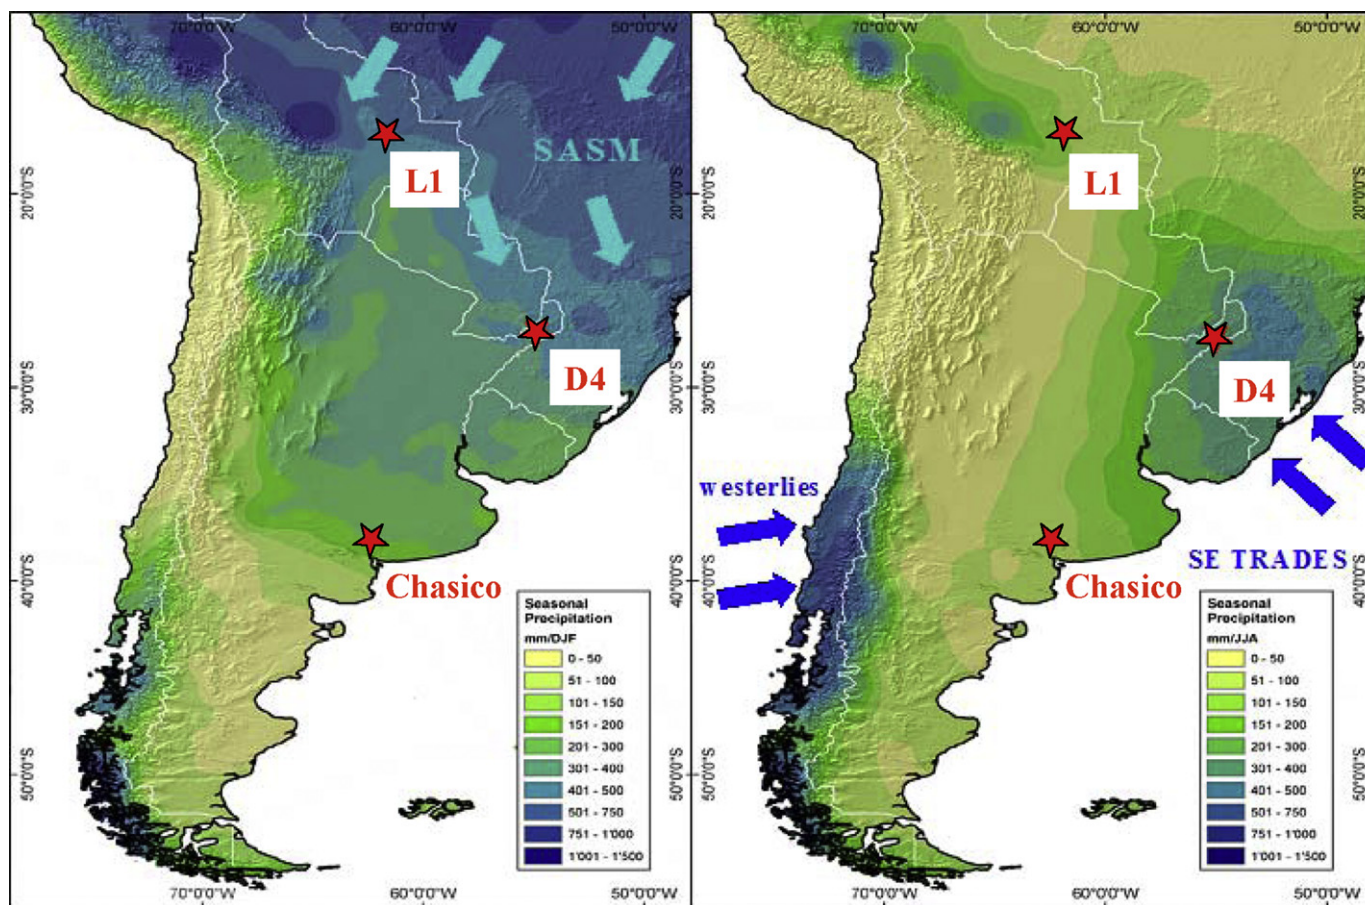 70°0'0"W 60°0'0"W 50°0'0"W
SASM
L1
D4
Chasico
20°0'0"S
30°0'0"S
40°0'0"S
50°0'0"S
Seasonal
Precipitation
mm/DJF
0 - 50
51 - 100
101 - 150
151 - 200
201 - 300
301 - 400
401 - 500
501 - 750
751 - 1'000
1'001 - 1'500
70°0'0"W 60°0'0"W 50°0'0"W
70°0'0"W 60°0'0"W 50°0'0"W
L1
D4
westerlies
SE TRADES
Chasico
20°0'0"S
30°0'0"S
40°0'0"S
50°0'0"S
Seasonal
Precipitation
mm/JJA
0 - 50
51 - 100
101 - 150
151 - 200
201 - 300
301 - 400
401 - 500
501 - 750
751 - 1'000
1'001 - 1'500
70°0'0"W 60°0'0"W 50°0'0"W